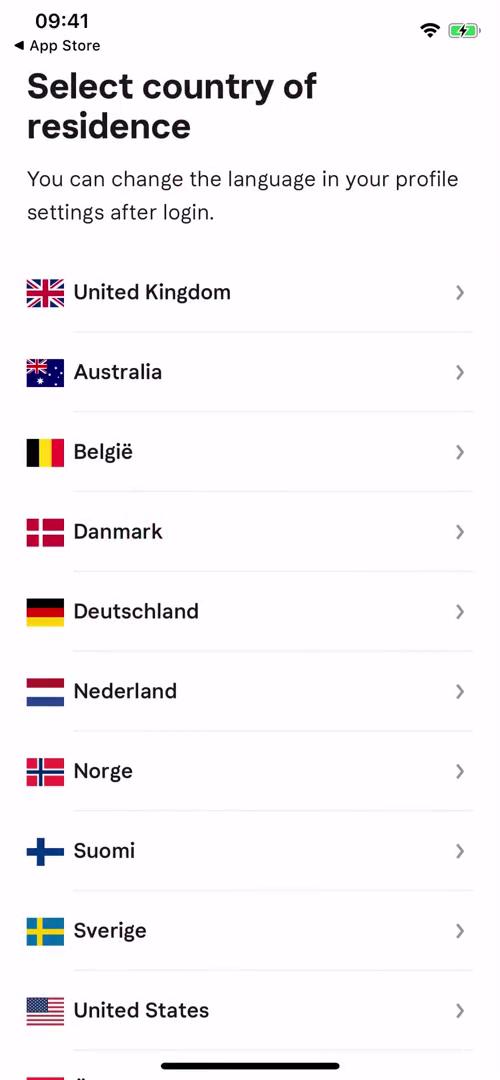 09:41
◀ App Store
Select country of
residence
You can change the language in your profile
settings after login.
United Kingdom
Australia
België
Danmark
Deutschland
Nederland
Norge
Suomi
Sverige
United States